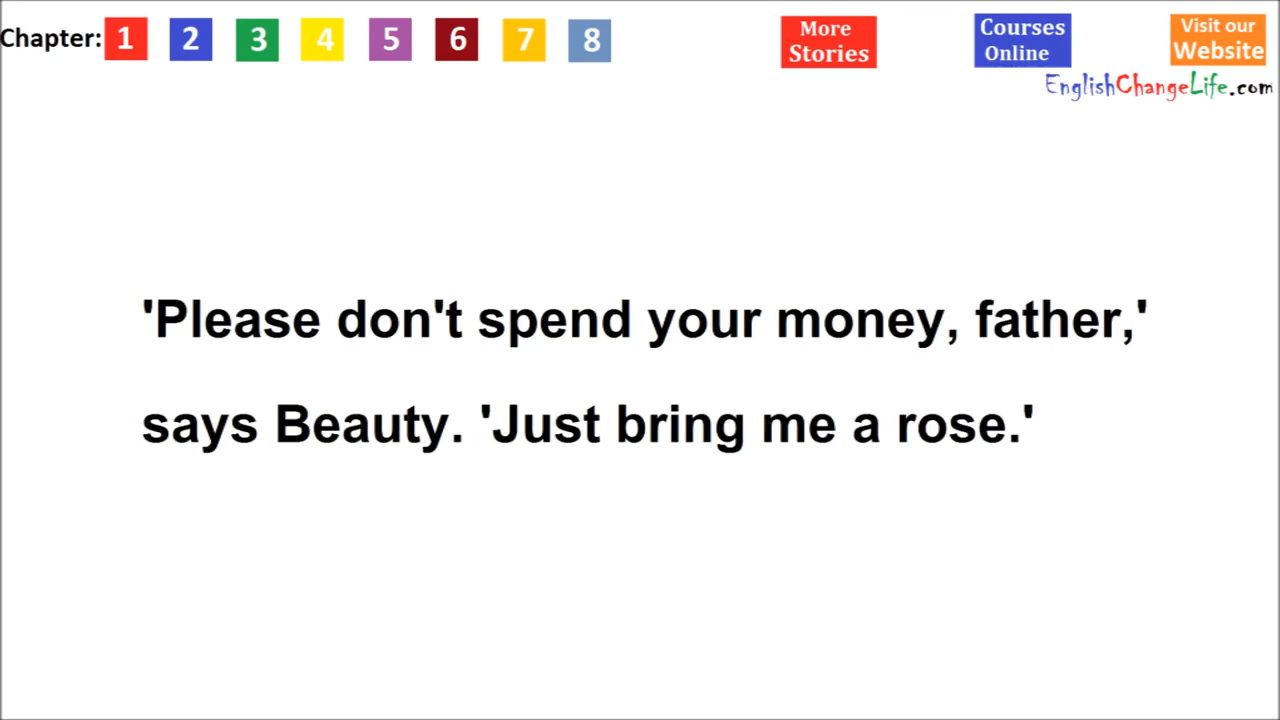 Chapter: 1 2 3 4 5 6 7 8
More
Stories
Courses
Online
Visit our
Website
EnglishChangeLife.com
'Please don't spend your money, father,'
says Beauty. 'Just bring me a rose.'